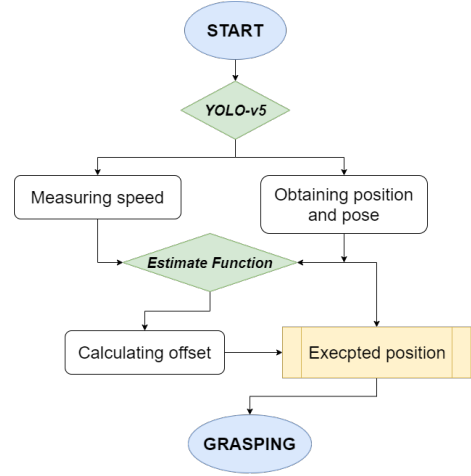 START
YOLO-v5
Measuring speed
Obtaining position
and pose
Estimate Function
Calculating offset
Execpted position
GRASPING